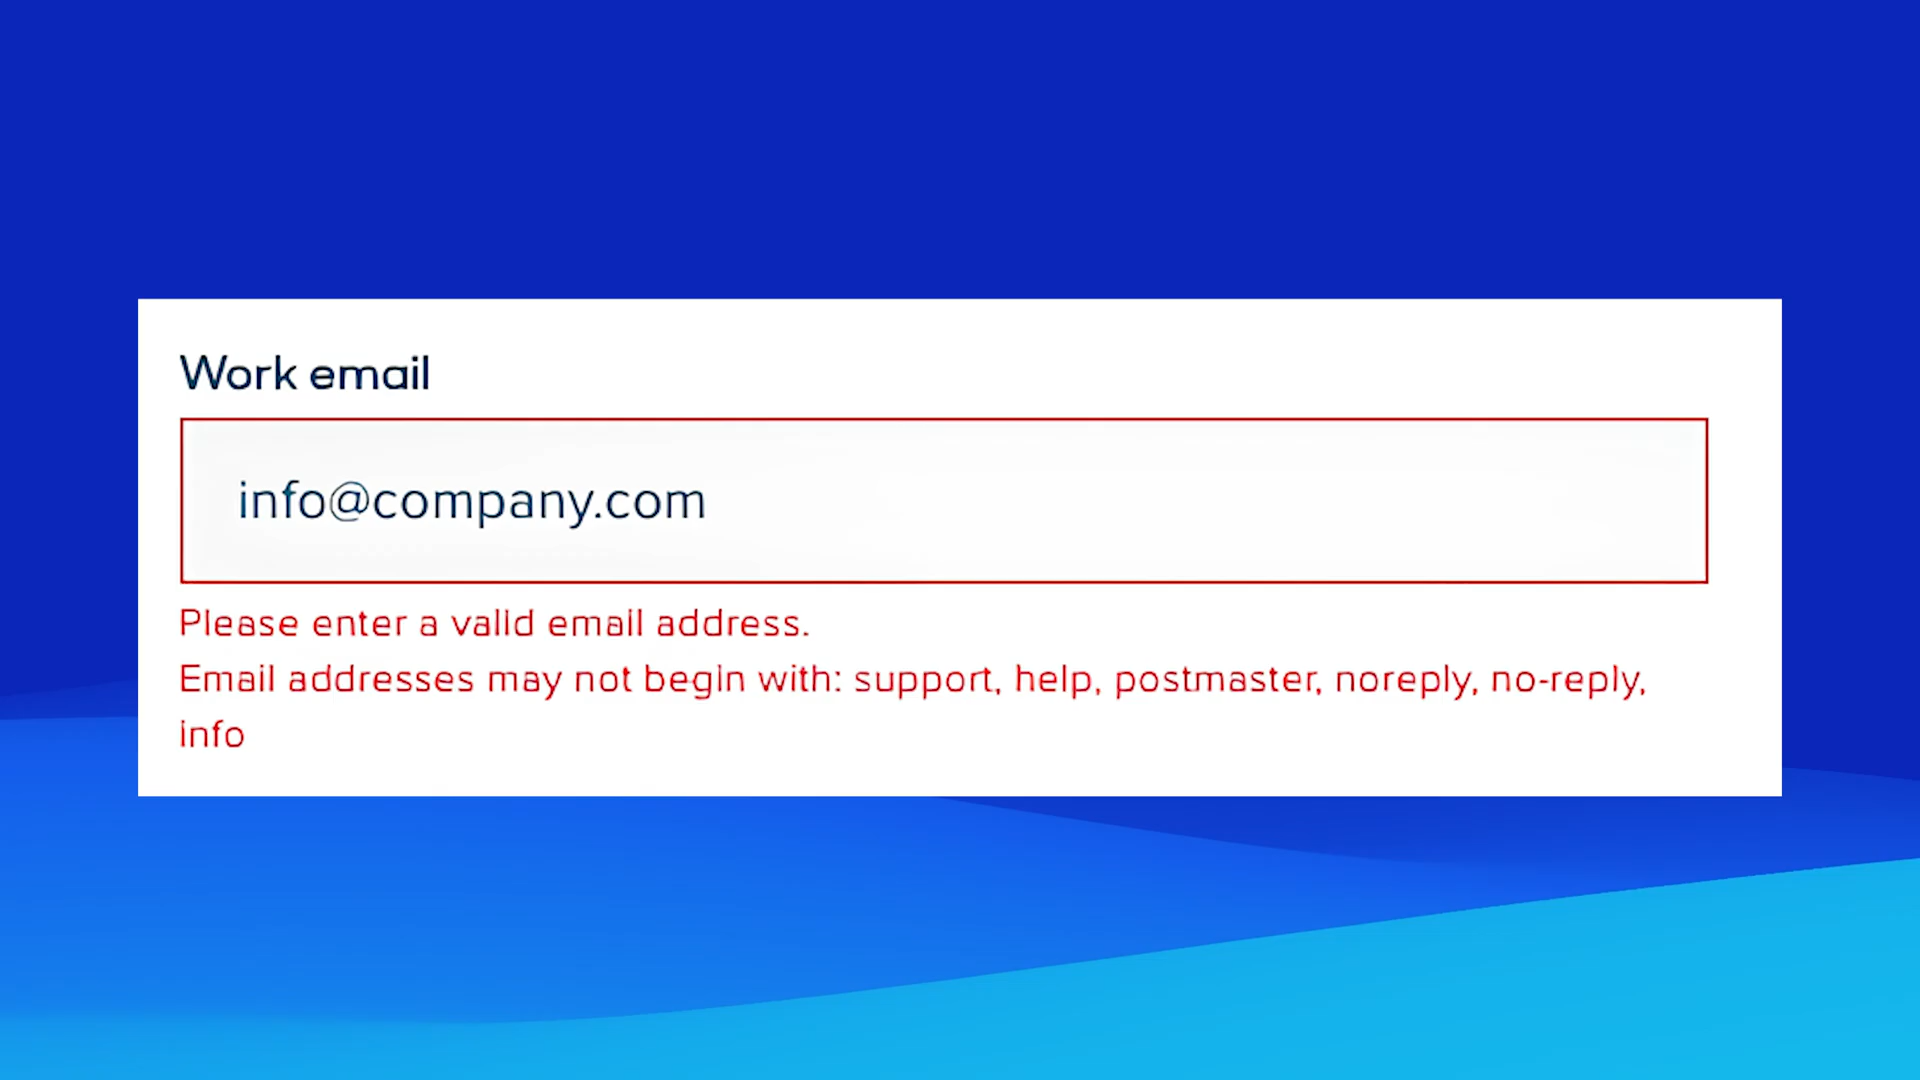 Work email
info@company.com
Please enter a valid email address.
Email addresses may not begin with: support, help, postmaster, noreply, no-reply,
info